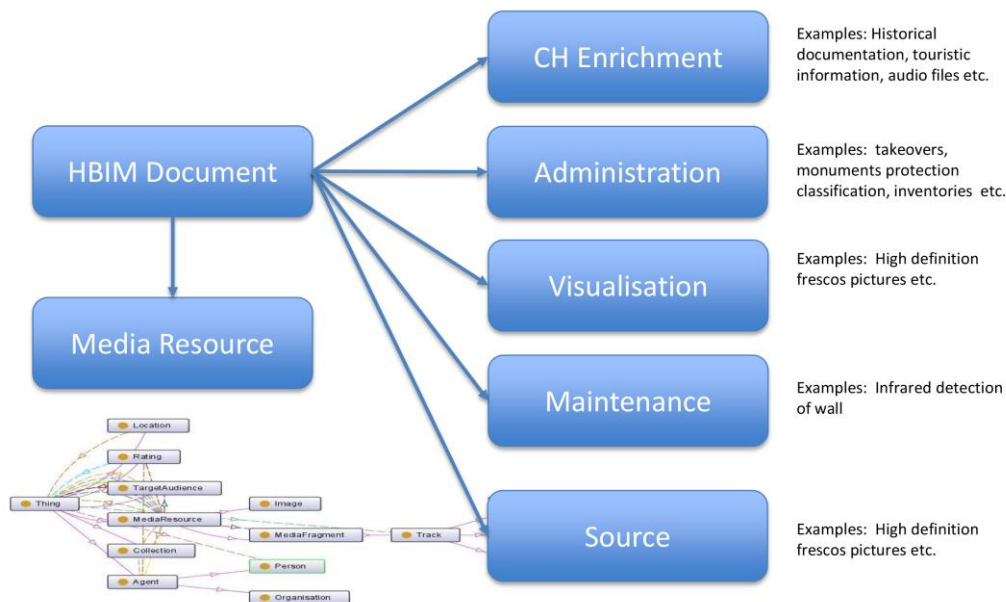 CH Enrichment
Examples: Historical
documentation, touristic
information, audio files etc.
HBIM Document
Administration
Examples: takeovers,
monuments protection
classification, inventories etc.
Visualisation
Examples: High definition
frescos pictures etc.
Media Resource
Maintenance
Examples: Infrared detection
of wall
Location
Rating
TargetAudience
Thing
Image
MediaResource
MediaFragment
Track
Collection
Person
Agent
Organisation
Source
Examples: High definition
frescos pictures etc.